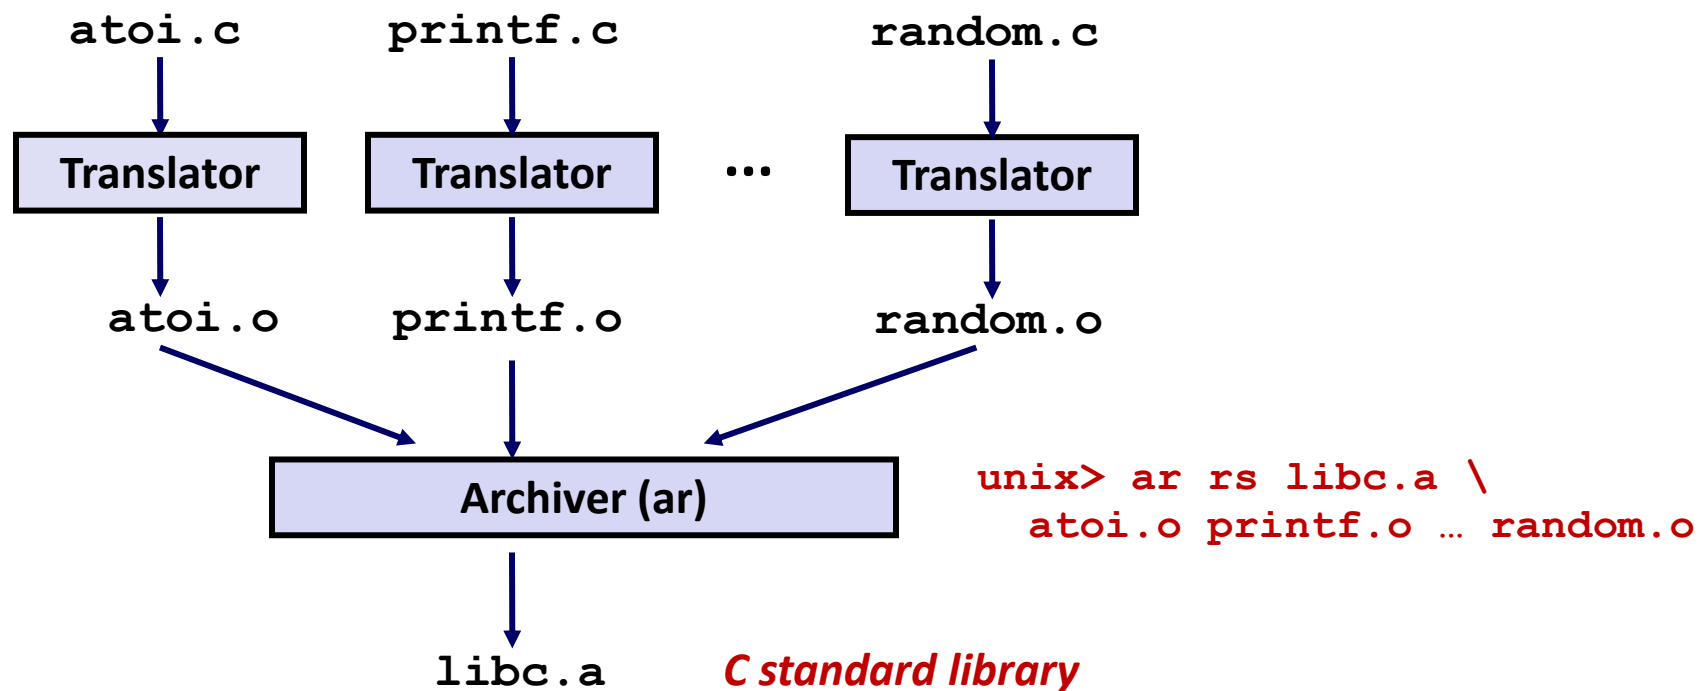 atoi.c printf.c random.c
Translator Translator ... Translator
atoi.o printf.o random.o
Archiver (ar)
unix> ar rs libc.a \
atoi.o printf.o … random.o
libc.a C standard library